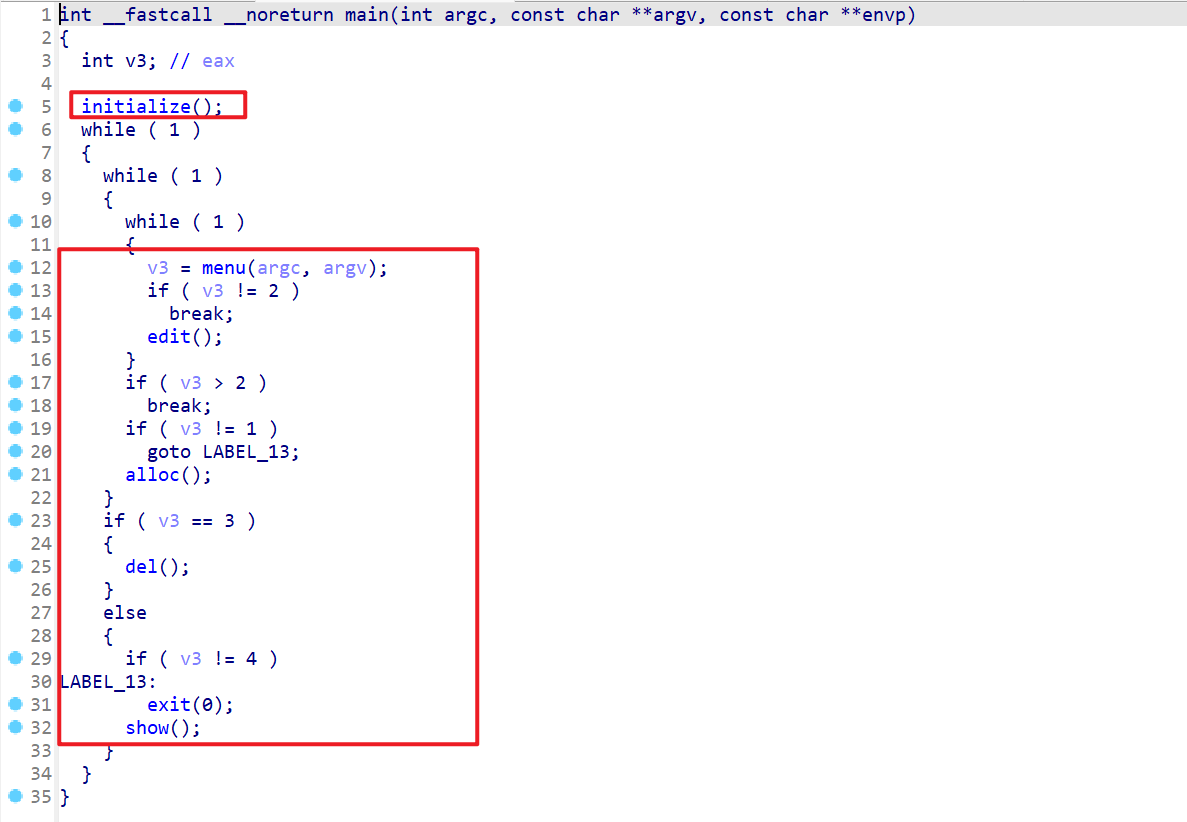 1 int __fastcall __noreturn main(int argc, const char **argv, const char **envp)
2 {
3   int v3; // eax
4
5   initialize();
6   while ( 1 )
7   {
8     while ( 1 )
9     {
10       while ( 1 )
11       {
12         v3 = menu(argc, argv);
13         if ( v3 != 2 )
14           break;
15         edit();
16       }
17       if ( v3 > 2 )
18         break;
19       if ( v3 != 1 )
20         goto LABEL_13;
21       alloc();
22     }
23     if ( v3 == 3 )
24     {
25       del();
26     }
27     else
28     {
29       if ( v3 != 4 )
30 LABEL_13:
31         exit(0);
32       show();
33     }
34   }
35 }